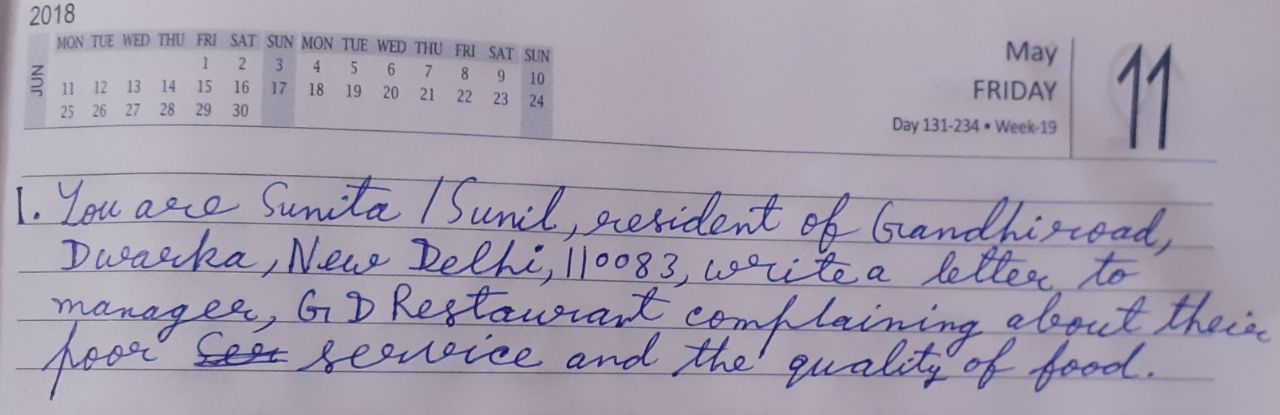 2018
MON TUE WED THU FRI SAT SUN MON TUE WED THU FRI SAT SUN
JUN
1 2 3 4 5 6 7 8 9 10
11 12 13 14 15 16 17 18 19 20 21 22 23 24
25 26 27 28 29 30
May
FRIDAY
Day 131-234 • Week-19
11
1. You are Sunita / Sunil, resident of Gandhiroad,
Dwarka, New Delhi, 110083, write a letter to
manager, G D Restaurant complaining about their
poor service and the quality of food.